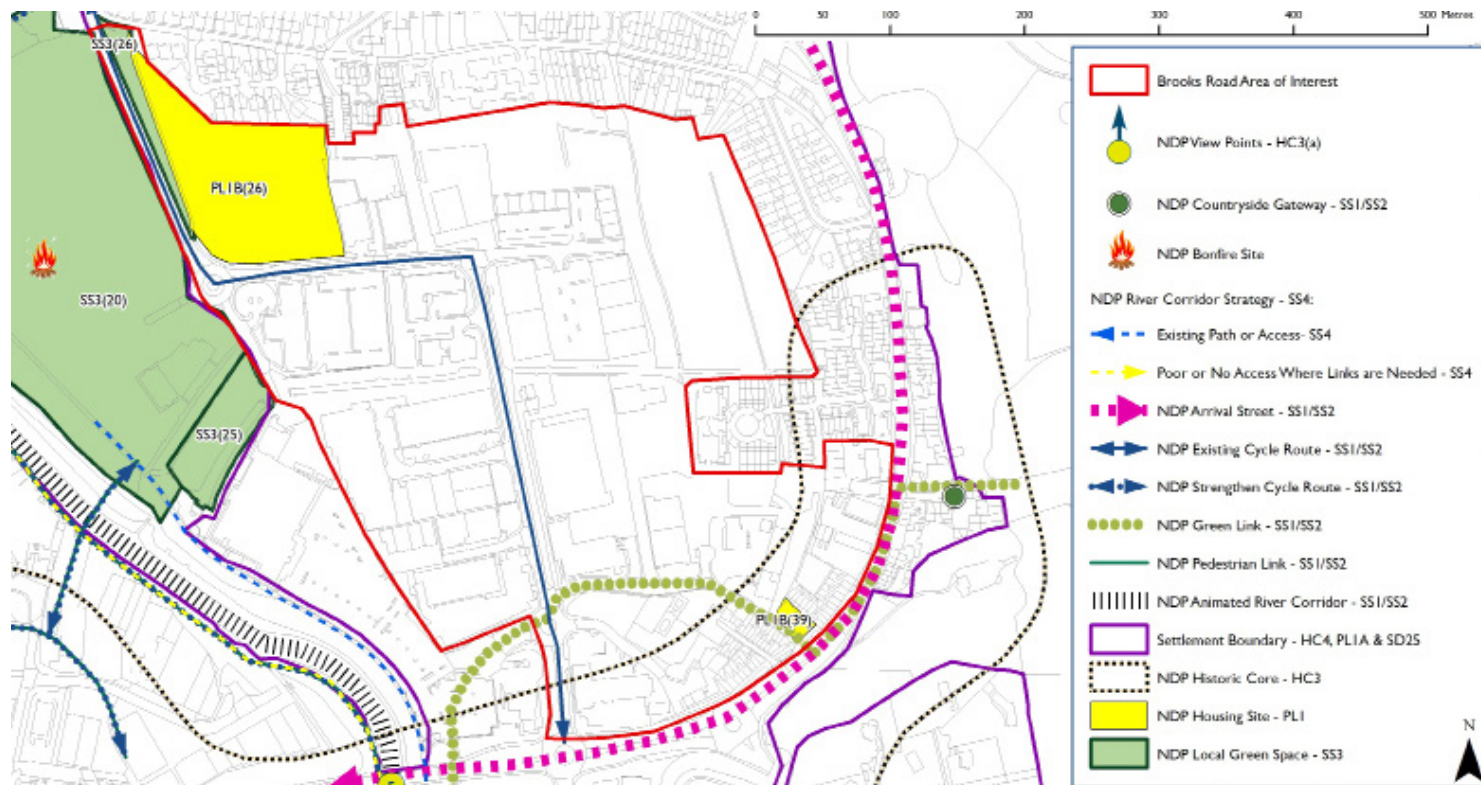 0 50 100 200 300 400 500 Metres
SS3(26)
PL1B(26)
SS3(20)
SS3(25)
PL1B(39)
Brooks Road Area of Interest
NDP View Points - HC3(a)
NDP Countryside Gateway - SS1/SS2
NDP Bonfire Site
NDP River Corridor Strategy - SS4:
Existing Path or Access- SS4
Poor or No Access Where Links are Needed - SS4
NDP Arrival Street - SS1/SS2
NDP Existing Cycle Route - SS1/SS2
NDP Strengthen Cycle Route - SS1/SS2
NDP Green Link - SS1/SS2
NDP Pedestrian Link - SS1/SS2
NDP Animated River Corridor - SS1/SS2
Settlement Boundary - HC4, PL1A & SD25
NDP Historic Core - HC3
NDP Housing Site - PL1
NDP Local Green Space - SS3
N